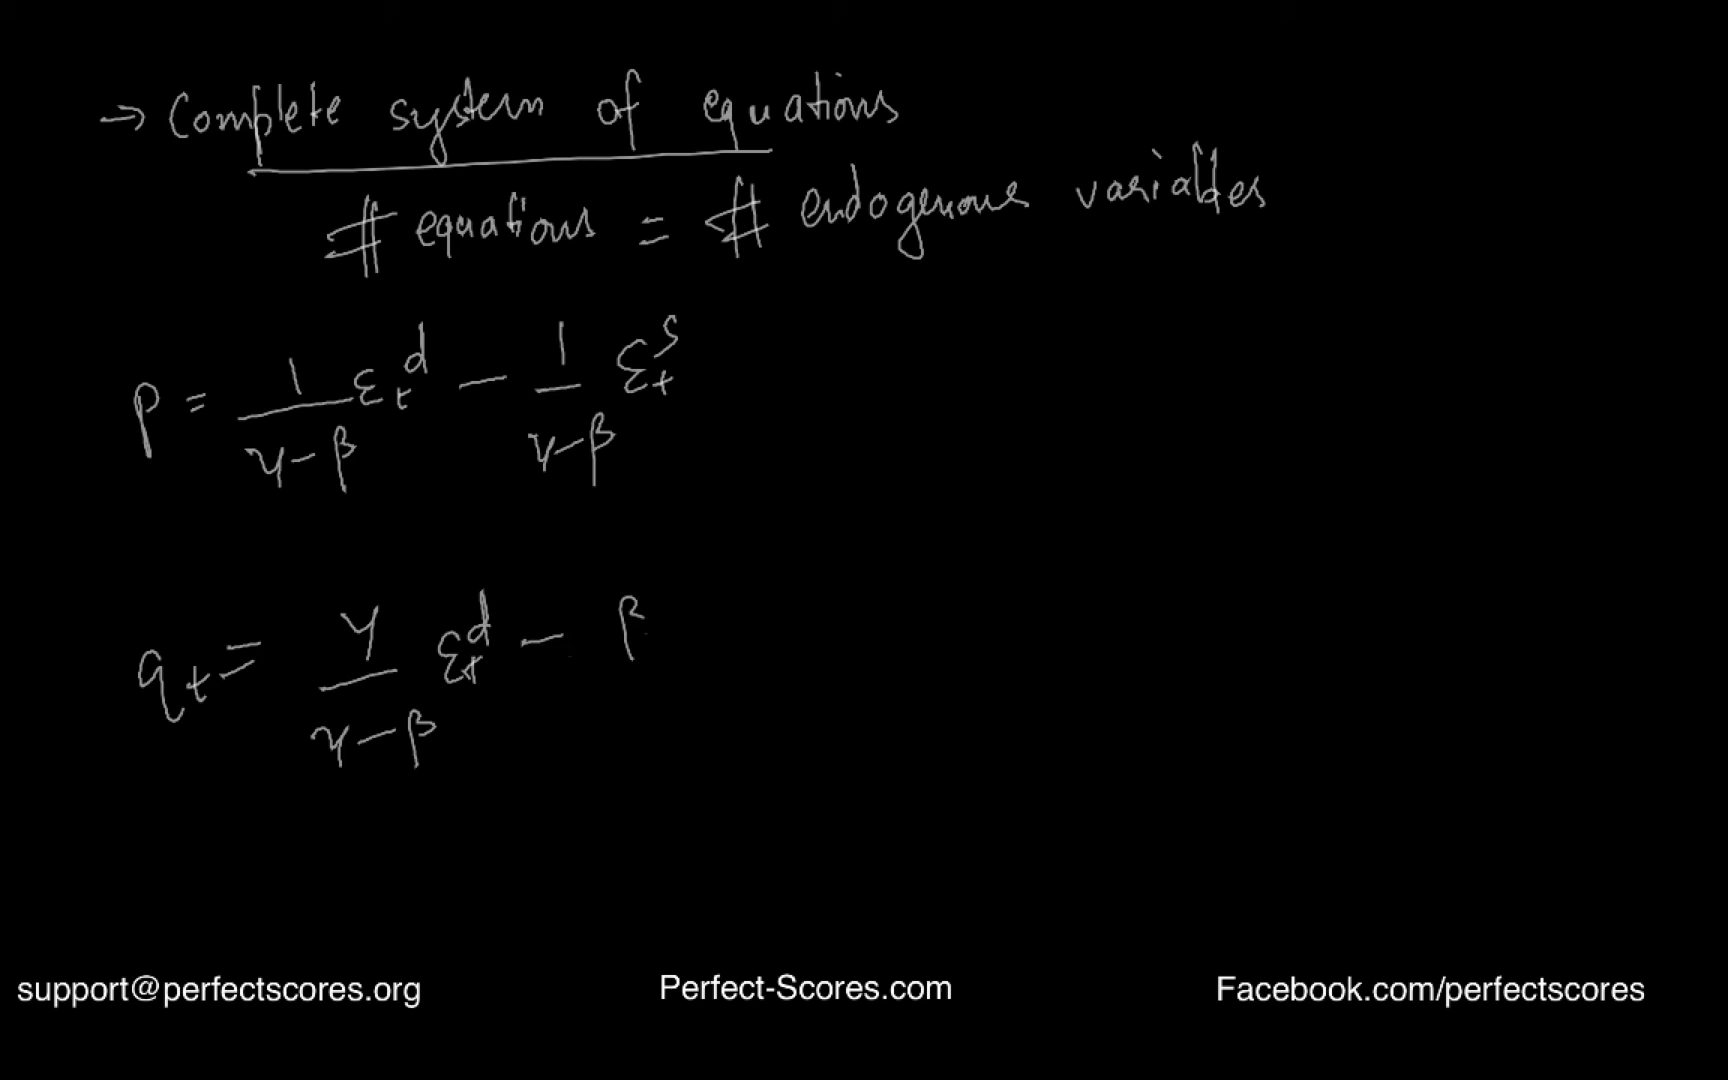 → Complete system of equations
# equations = # endogenous variables
p = 1/(γ-β) ε_t^d - 1/(γ-β) ε_t^s
q_t = γ/(γ-β) ε_t^d - β
support@perfectscores.org Perfect-Scores.com Facebook.com/perfectscores